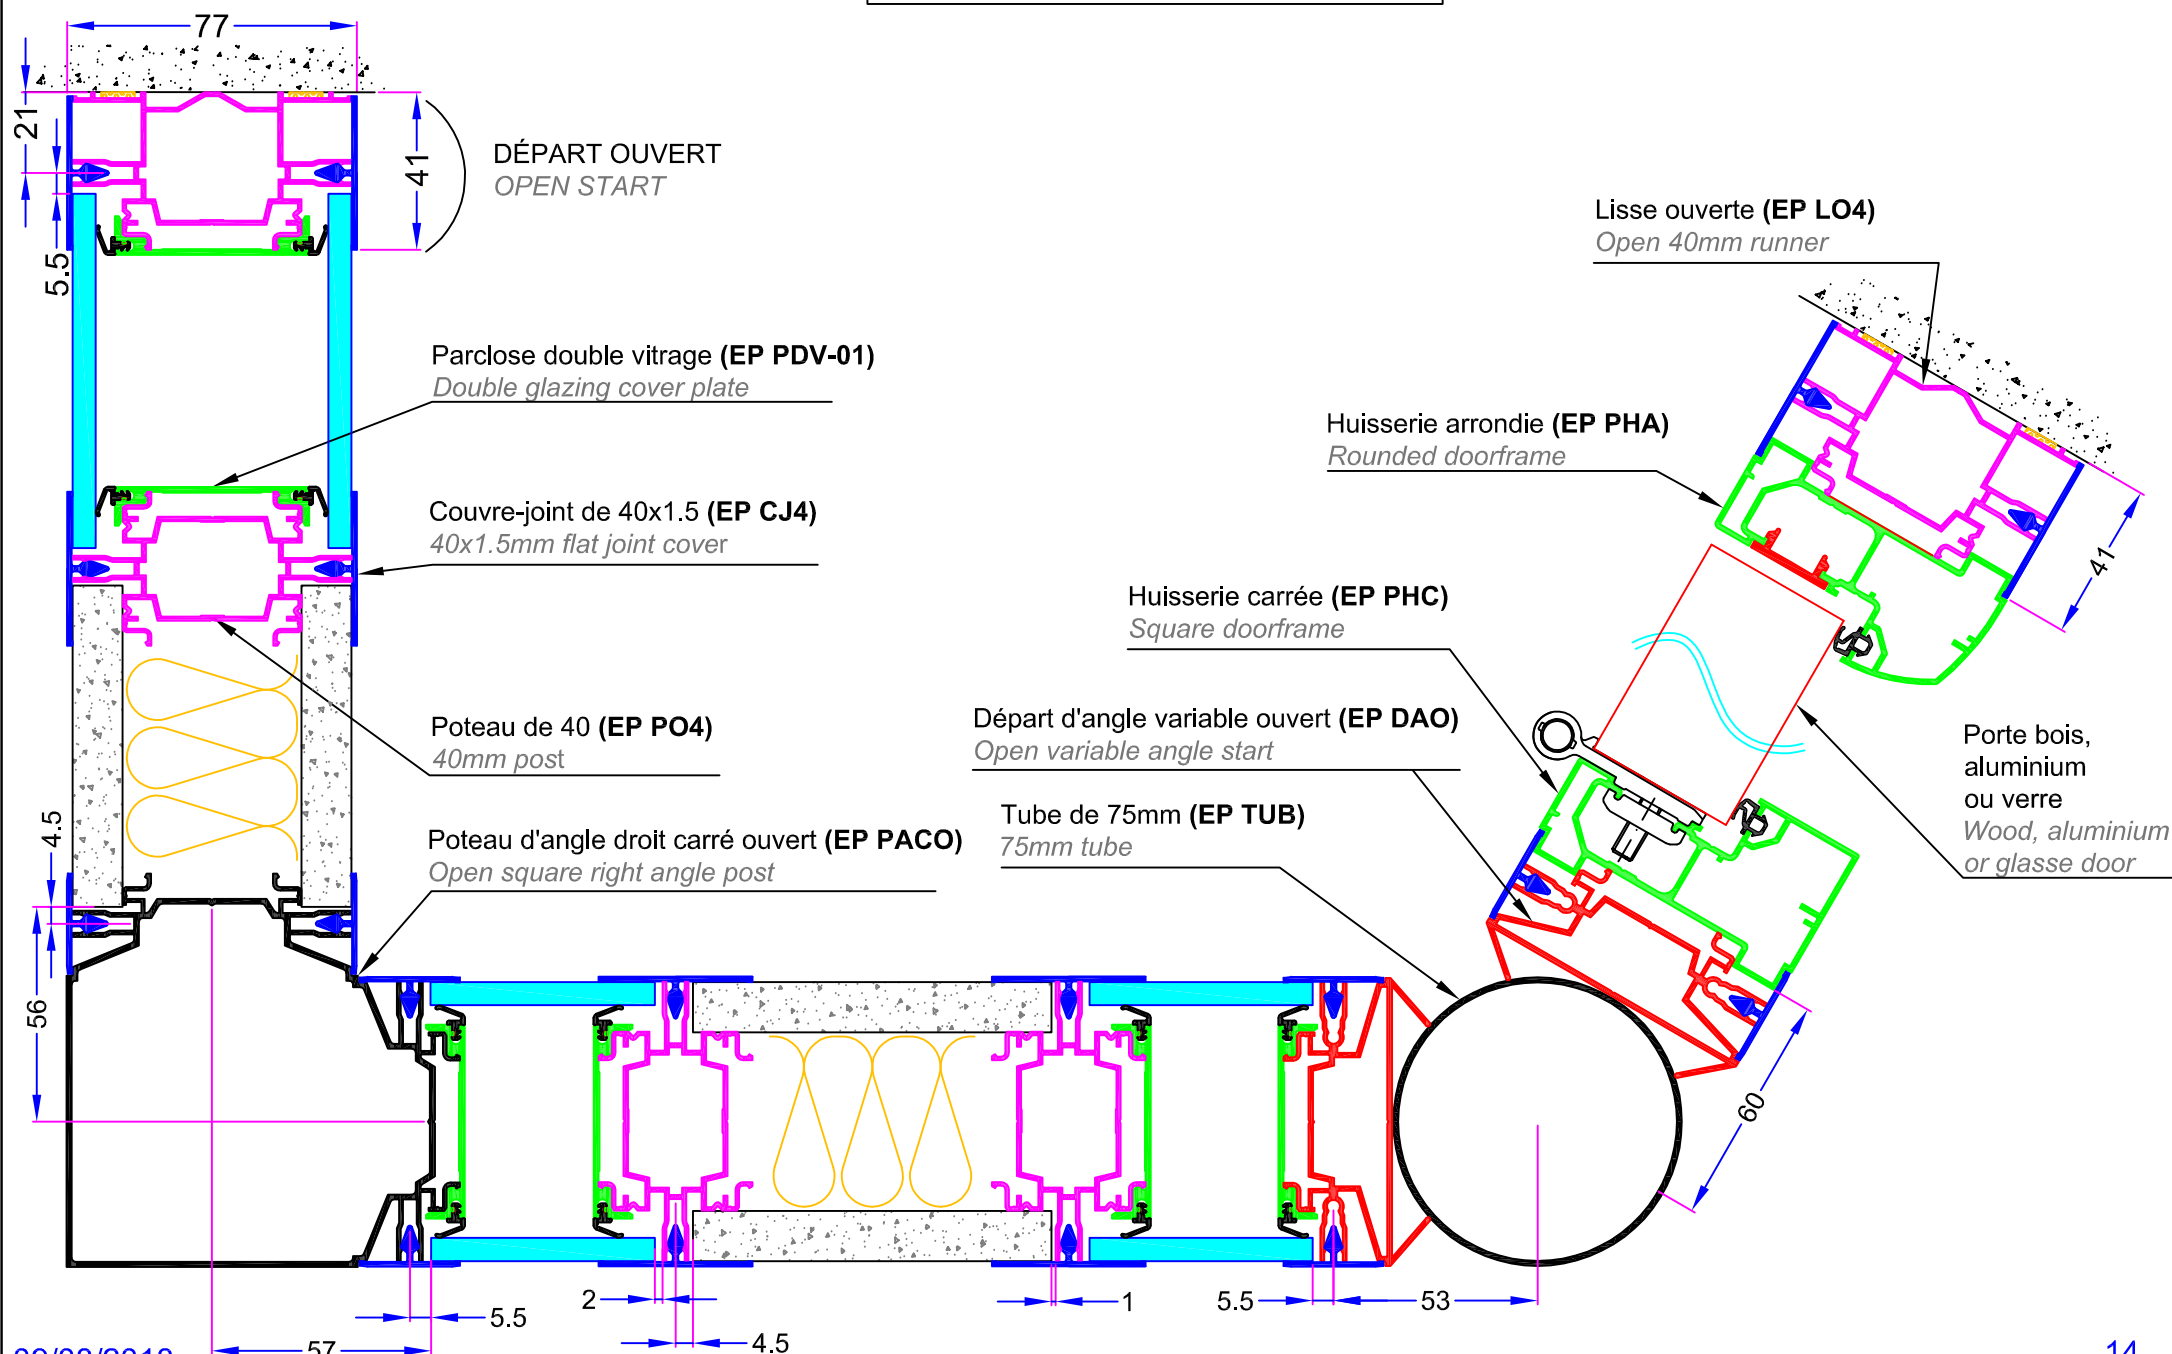 77
21
41
DÉPART OUVERT
OPEN START
5.5
Lisse ouverte (EP LO4)
Open 40mm runner
Parclose double vitrage (EP PDV-01)
Double glazing cover plate
Huisserie arrondie (EP PHA)
Rounded doorframe
Couvre-joint de 40x1.5 (EP CJ4)
40x1.5mm flat joint cover
41
Huisserie carrée (EP PHC)
Square doorframe
Poteau de 40 (EP PO4)
40mm post
Départ d'angle variable ouvert (EP DAO)
Open variable angle start
Porte bois,
aluminium
ou verre
Wood, aluminium
or glasse door
Tube de 75mm (EP TUB)
75mm tube
4.5
Poteau d'angle droit carré ouvert (EP PACO)
Open square right angle post
56
60
5.5
2
4.5
1
5.5
53
57
14